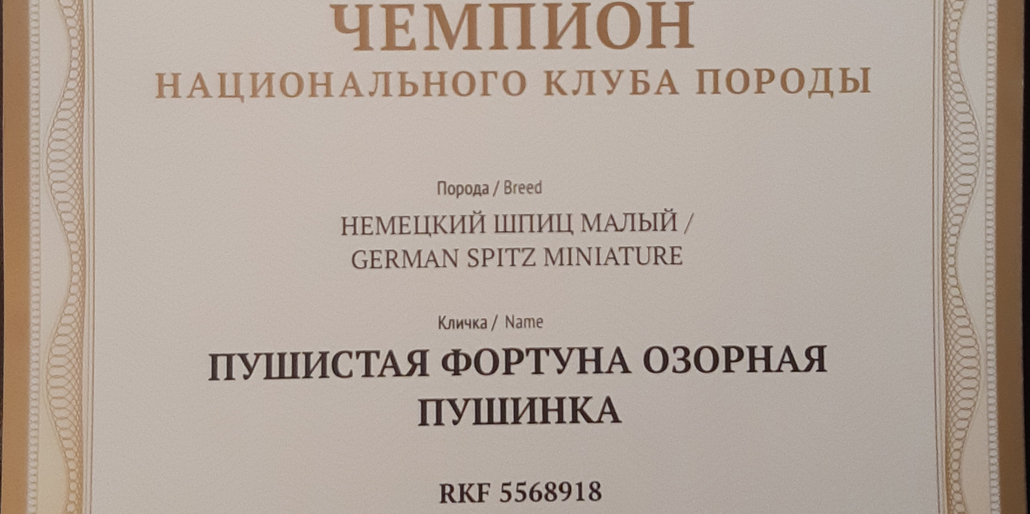 ЧЕМПИОН
НАЦИОНАЛЬНОГО КЛУБА ПОРОДЫ
Порода / Breed
НЕМЕЦКИЙ ШПИЦ МАЛЫЙ /
GERMAN SPITZ MINIATURE
Кличка / Name
ПУШИСТАЯ ФОРТУНА ОЗОРНАЯ
ПУШИНКА
RKF 5568918